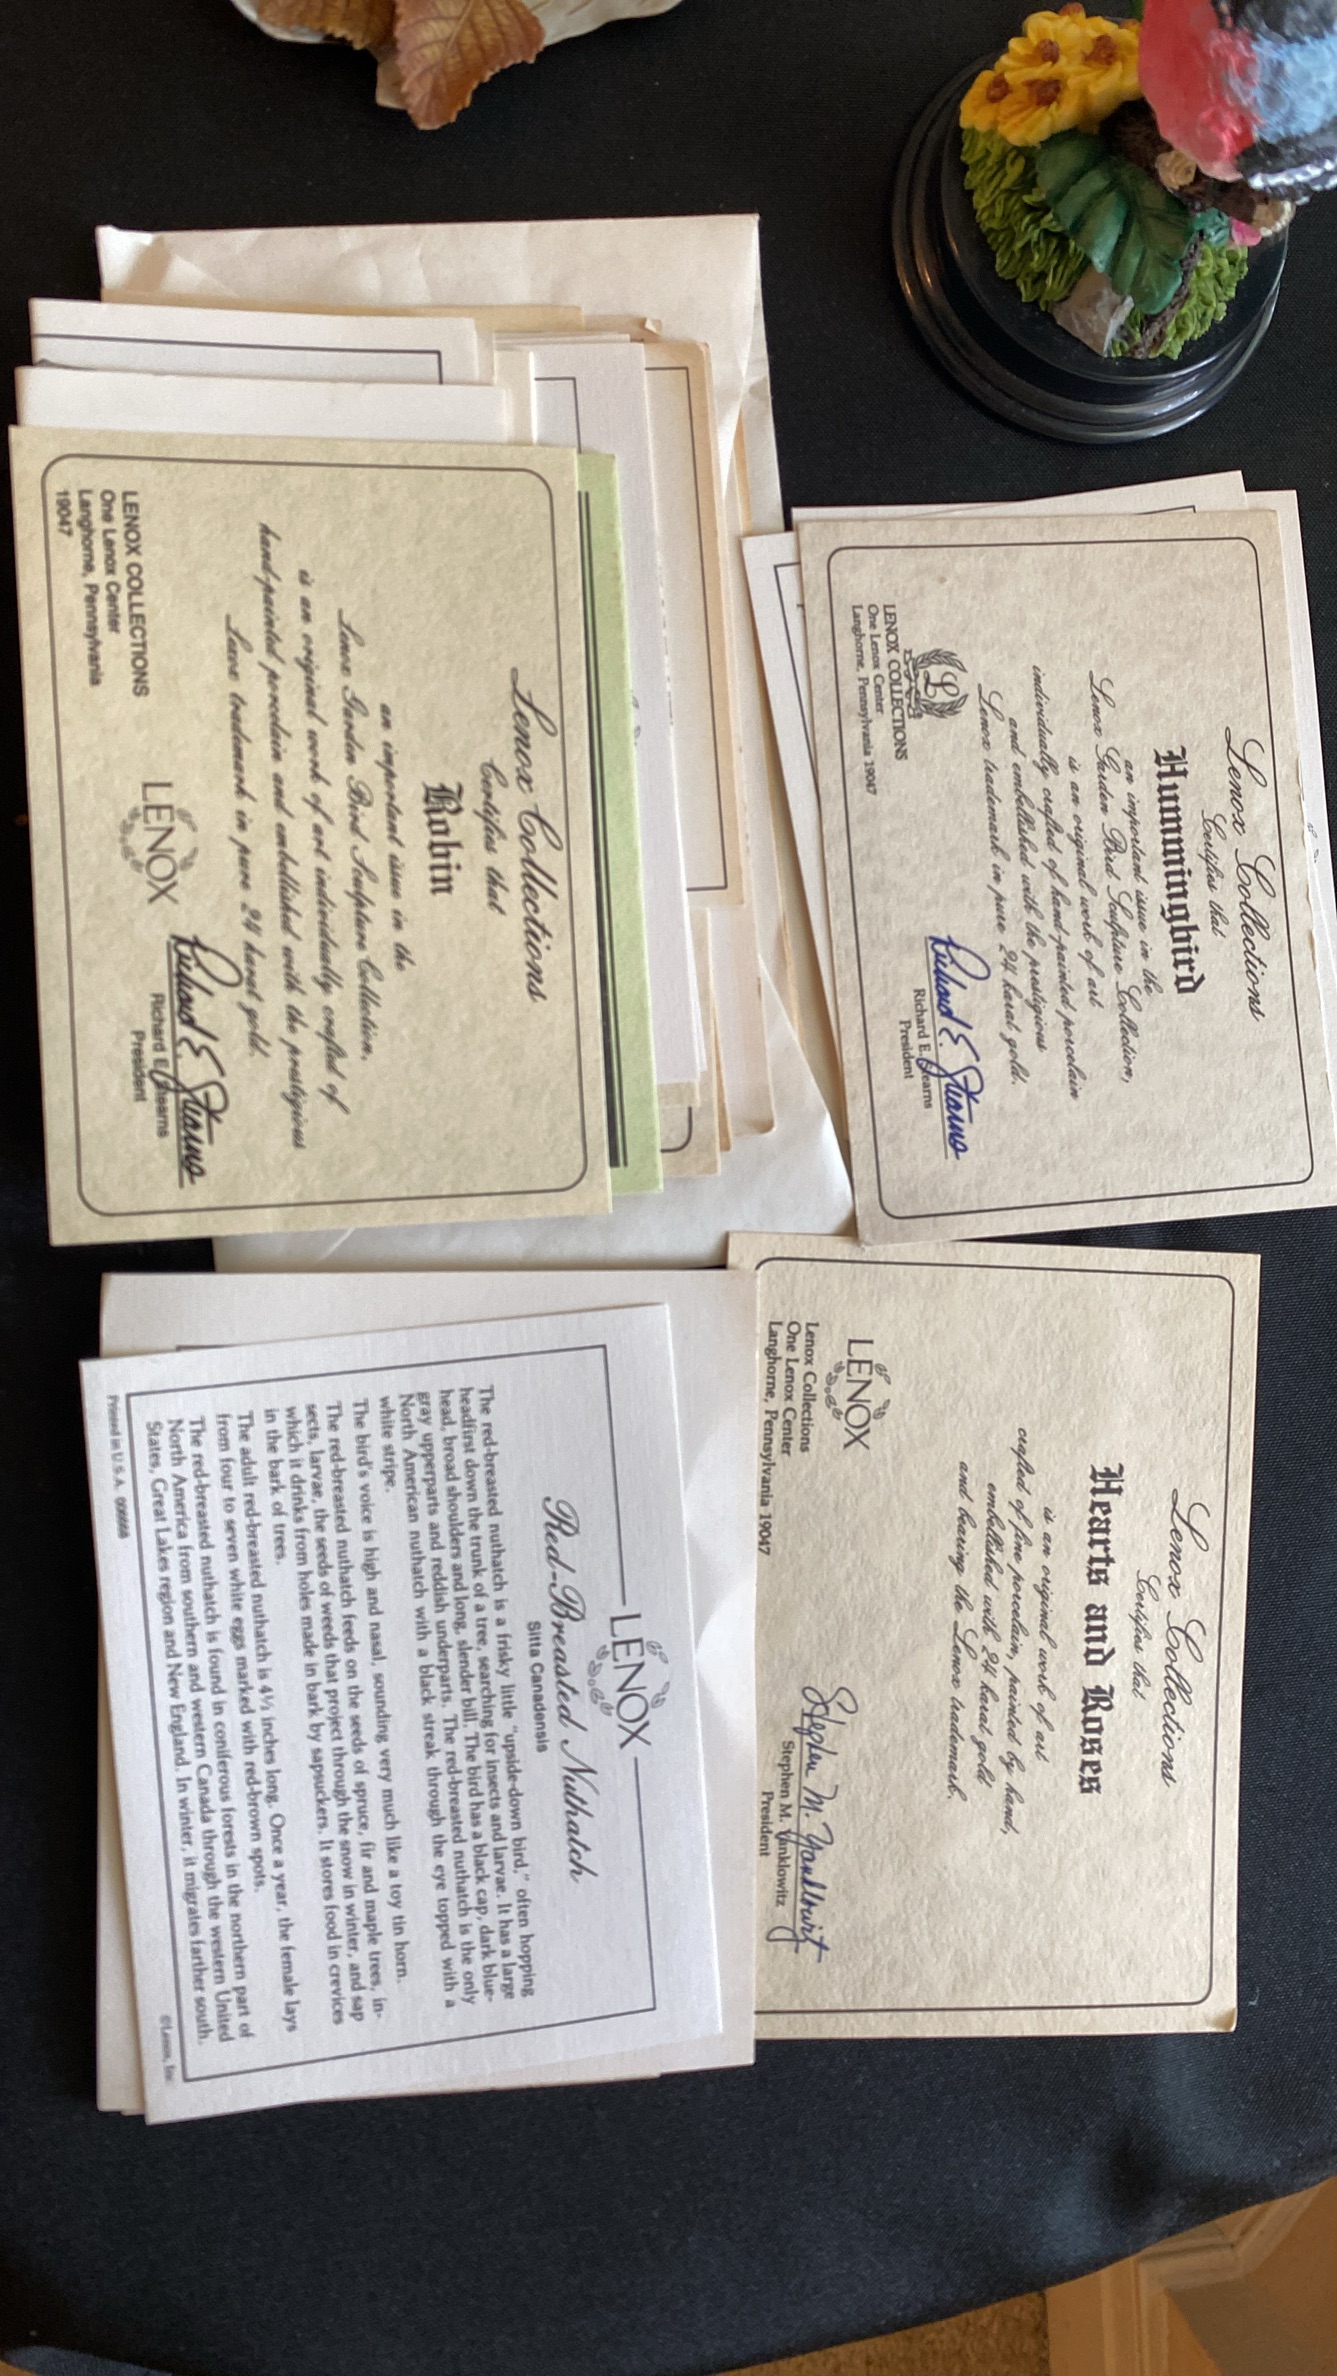 Lenox Collections
Certifies that
Hummingbird
an important issue in the
Lenox Garden Bird Sculpture Collection,
is an original work of art
individually crafted of hand-painted porcelain
and embellished with the prestigious
Lenox trademark in pure 24 karat gold.
L
LENOX COLLECTIONS
One Lenox Center
Langhorne, Pennsylvania 19047
Richard E. Stearns
Richard E. Stearns
President
Lenox Collections
Certifies that
Robin
an important issue in the
Lenox Garden Bird Sculpture Collection,
is an original work of art individually crafted of
hand-painted porcelain and embellished with the prestigious
Lenox trademark in pure 24 karat gold.
LENOX COLLECTIONS
One Lenox Center
Langhorne, Pennsylvania
19047
LENOX
Richard E. Stearns
Richard E. Stearns
President
Lenox Collections
Certifies that
Hearts and Roses
is an original work of art
crafted of fine porcelain, painted by hand,
embellished with 24 karat gold
and bearing the Lenox trademark.
LENOX
Lenox Collections
One Lenox Center
Langhorne, Pennsylvania 19047
Stephen M.
Stephen M.
President
LENOX
Red-Breasted Nuthatch
Sitta Canadensis
The red-breasted nuthatch is a frisky little "upside-down bird," often hopping
headfirst down the trunk of a tree, searching for insects and larvae. It has a large
head, broad shoulders and long, slender bill. The bird has a black cap, dark blue-
gray upperparts and reddish underparts. The red-breasted nuthatch is the only
North American nuthatch with a black streak through the eye topped with a
white stripe.
The bird's voice is high and nasal, sounding very much like a toy tin horn.
The red-breasted nuthatch feeds on the seeds of spruce, fir and maple trees, in-
sects, larvae, the seeds of weeds that project through the snow in winter, and sap
which it drinks from holes made in bark by sapsuckers. It stores food in crevices
in the bark of trees.
The adult red-breasted nuthatch is 4½ inches long. Once a year, the female lays
from four to seven white eggs marked with red-brown spots.
The red-breasted nuthatch is found in coniferous forests in the northern part of
North America from southern and western Canada through the western United
States, Great Lakes region and New England. In winter, it migrates farther south.
Printed in U.S.A.
©Lenox, Inc.